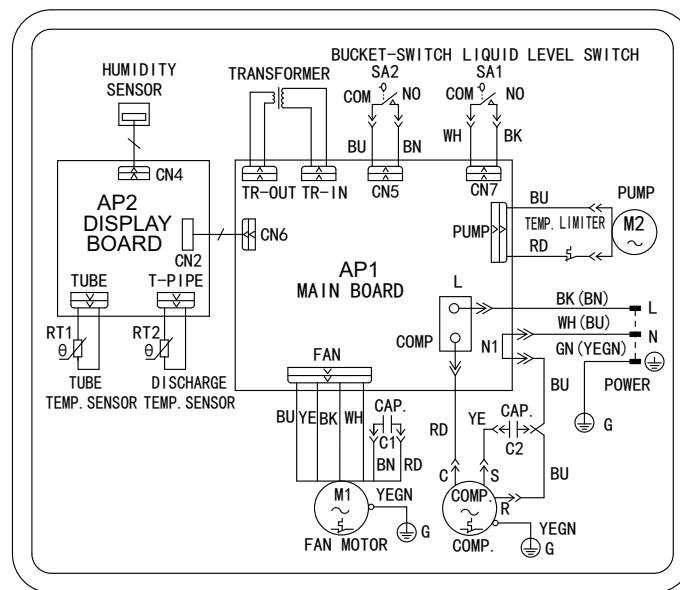 BUCKET-SWITCH LIQUID LEVEL SWITCH
HUMIDITY
SENSOR
TRANSFORMER
SA2
SA1
COM
NO
COM
NO
BU
BN
WH
BK
CN4
TR-OUT
TR-IN
CN5
CN7
AP2
DISPLAY
BOARD
CN2
CN6
BU
PUMP
TEMP. LIMITER
M2
PUMP
RD
TUBE
T-PIPE
AP1
MAIN BOARD
L
BK(BN)
L
RT1
θ
RT2
θ
COMP
N1
WH(BU)
N
GN(YEGN)
TUBE
TEMP. SENSOR
DISCHARGE
TEMP. SENSOR
FAN
POWER
BU
YE
BK
WH
CAP.
C1
BN
RD
RD
YE
CAP.
C2
BU
G
BU
M1
YEGN
G
FAN MOTOR
C
S
COMP.
R
YEGN
G
COMP.